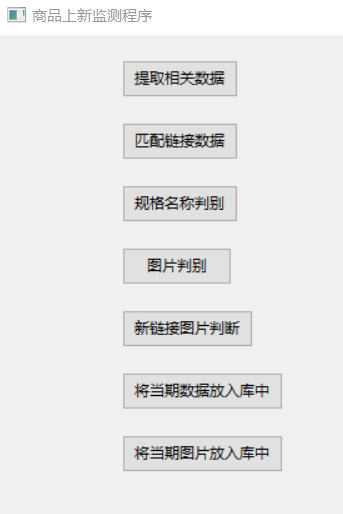 商品上新监测程序
提取相关数据
匹配链接数据
规格名称判别
图片判别
新链接图片判断
将当期数据放入库中
将当期图片放入库中